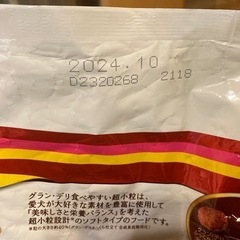 2024.10
D2320268 2118
グラン・デリ食べやすい超小粒は、
愛犬が大好きな素材を豊富に使用して
「美味しさと栄養バランス」を考えた
超小粒設計*のソフトタイプのフードです。